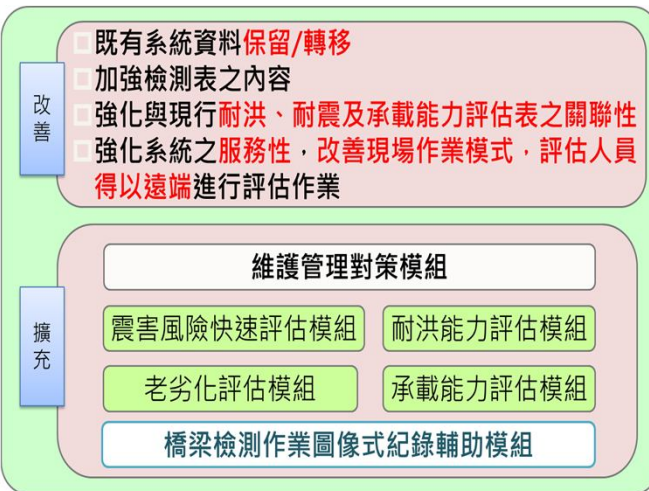 改善
既有系統資料保留/轉移
加強檢測表之內容
強化與現行耐洪、耐震及承載能力評估表之關聯性
強化系統之服務性，改善現場作業模式，評估人員
得以遠端進行評估作業
擴充
維護管理對策模組
震害風險快速評估模組
耐洪能力評估模組
老劣化評估模組
承載能力評估模組
橋梁檢測作業圖像式紀錄輔助模組